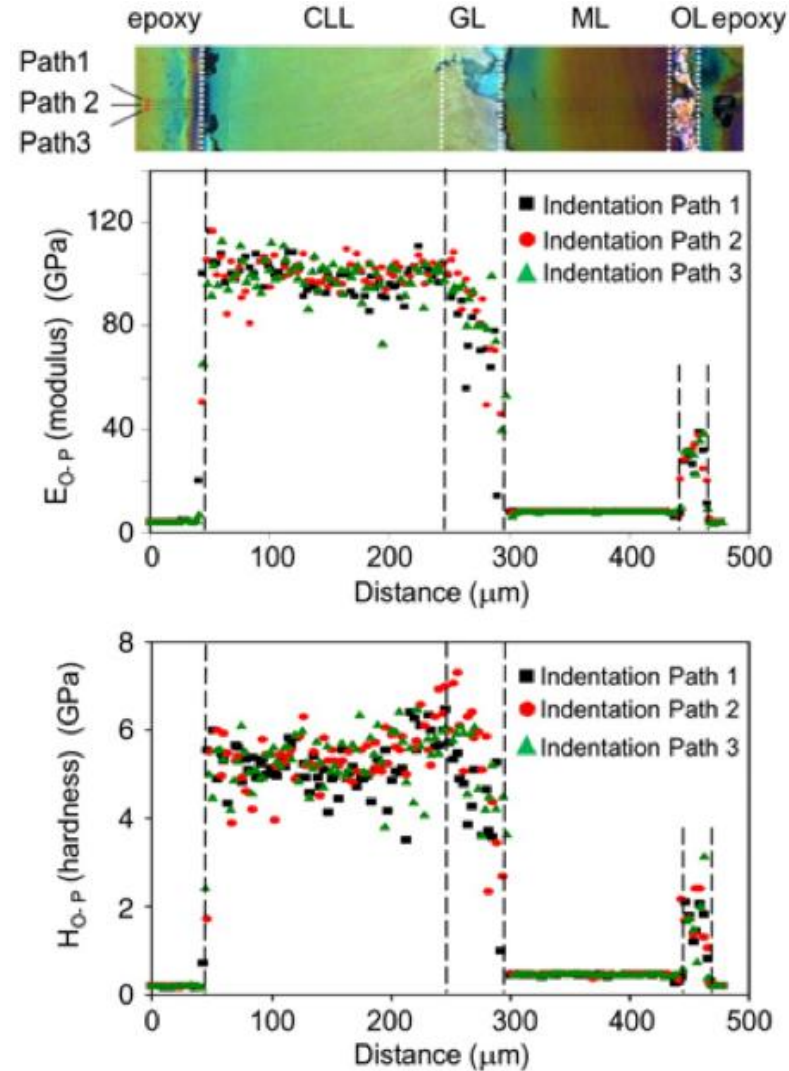 epoxy CLL GL ML OL epoxy
Path1
Path 2
Path3
120
80
40
0
E_{O-P} (modulus) (GPa)
■ Indentation Path 1
● Indentation Path 2
▲ Indentation Path 3
0 100 200 300 400 500
Distance (μm)
8
6
4
2
0
H_{O-P} (hardness) (GPa)
■ Indentation Path 1
● Indentation Path 2
▲ Indentation Path 3
0 100 200 300 400 500
Distance (μm)